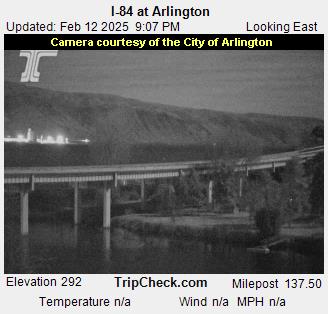 I-84 at Arlington
Updated: Feb 12 2025 9:07 PM Looking East
Camera courtesy of the City of Arlington
Elevation 292 TripCheck.com Milepost 137.50
Temperature n/a Wind n/a MPH n/a